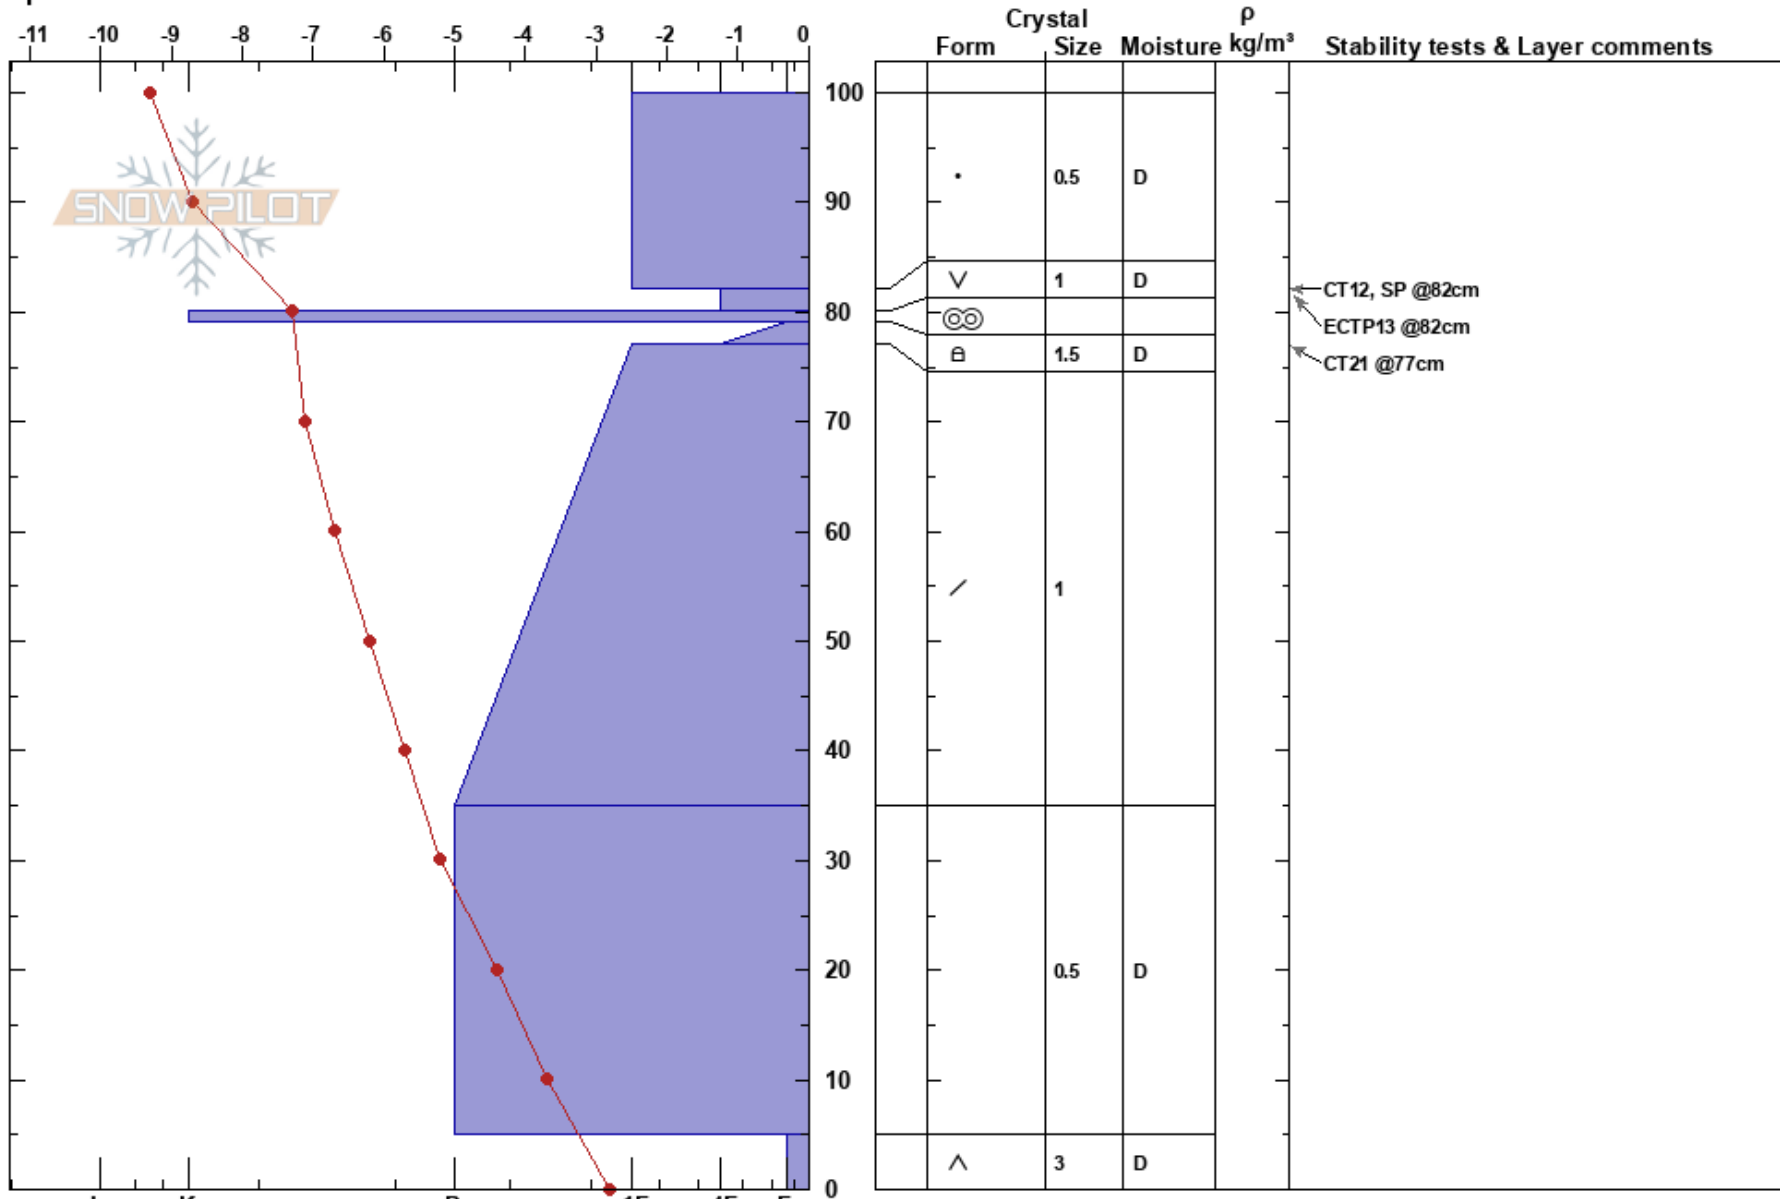 Crystal ρ
-11 -10 -9 -8 -7 -6 -5 -4 -3 -2 -1 0 Form Size Moisture kg/m³ Stability tests & Layer comments
100
0.5 D
SNOW PILOT
90
1 D
CT12, SP @82cm
80
ECTP13 @82cm
1.5 D
CT21 @77cm
70
60
1
50
40
30
20
0.5 D
10
3 D
0